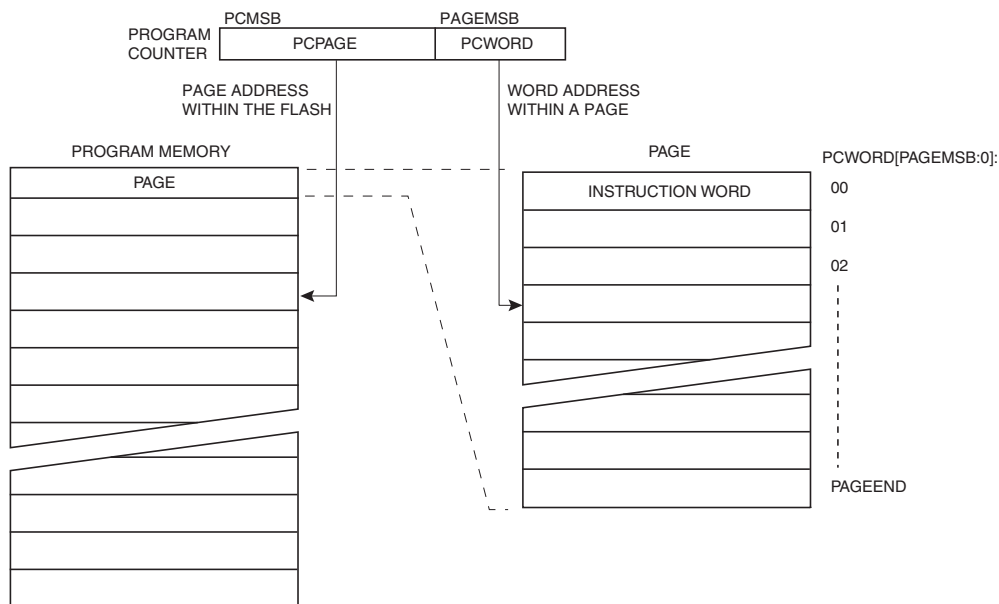 PCMSB PAGEMSB
PROGRAM
COUNTER
PCPAGE PCWORD
PAGE ADDRESS
WITHIN THE FLASH
WORD ADDRESS
WITHIN A PAGE
PROGRAM MEMORY
PAGE
PAGE
INSTRUCTION WORD
PCWORD[PAGEMSB:0]:
00
01
02
PAGEEND